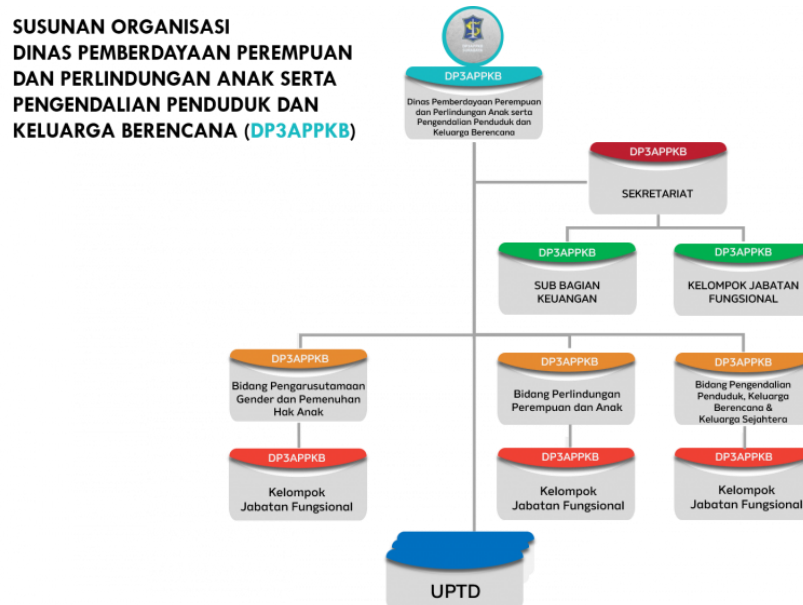 SUSUNAN ORGANISASI
DINAS PEMBERDAYAAN PEREMPUAN
DAN PERLINDUNGAN ANAK SERTA
PENGENDALIAN PENDUDUK DAN
KELUARGA BERENCANA (DP3APPKB)
DP3APPKB
Dinas Pemberdayaan Perempuan
dan Perlindungan Anak serta
Pengendalian Penduduk dan
Keluarga Berencana
DP3APPKB
SEKRETARIAT
DP3APPKB
SUB BAGIAN
KEUANGAN
DP3APPKB
KELOMPOK JABATAN
FUNGSIONAL
DP3APPKB
Bidang Pengarusutamaan
Gender dan Pemenuhan
Hak Anak
DP3APPKB
Bidang Perlindungan
Perempuan dan Anak
DP3APPKB
Bidang Pengendalian
Penduduk, Keluarga
Berencana &
Keluarga Sejahtera
DP3APPKB
Kelompok
Jabatan Fungsional
DP3APPKB
Kelompok
Jabatan Fungsional
DP3APPKB
Kelompok
Jabatan Fungsional
UPTD